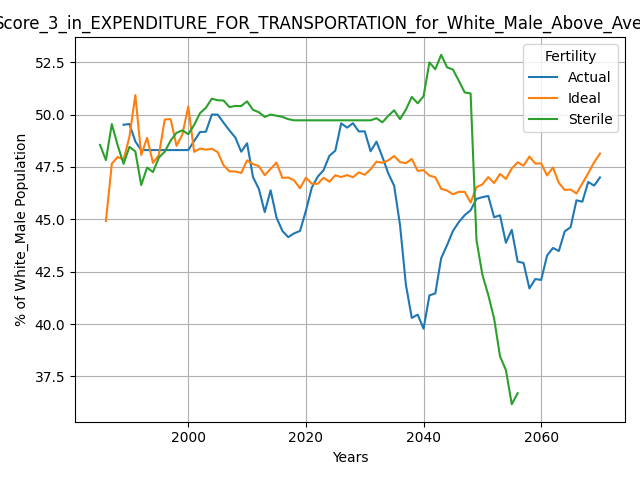 Score_3_in_EXPENDITURE_FOR_TRANSPORTATION_for_White_Male_Above_Ave
Fertility
Actual
Ideal
Sterile
% of White_Male Population
52.5
50.0
47.5
45.0
42.5
40.0
37.5
2000 2020 2040 2060
Years